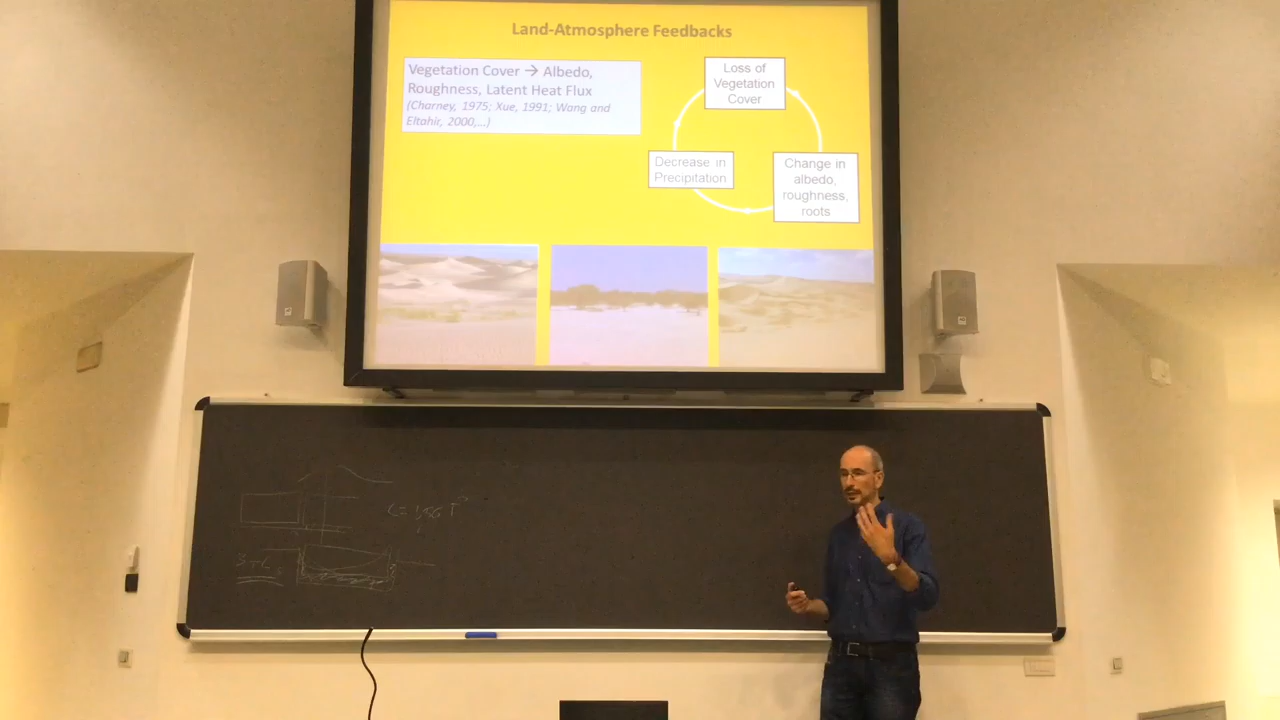 Land-Atmosphere Feedbacks
Vegetation Cover → Albedo,
Roughness, Latent Heat Flux
(Charney, 1975; Xue, 1991; Wang and
Eltahir, 2000,...)
Loss of
Vegetation
Cover
Decrease in
Precipitation
Change in
albedo,
roughness,
roots